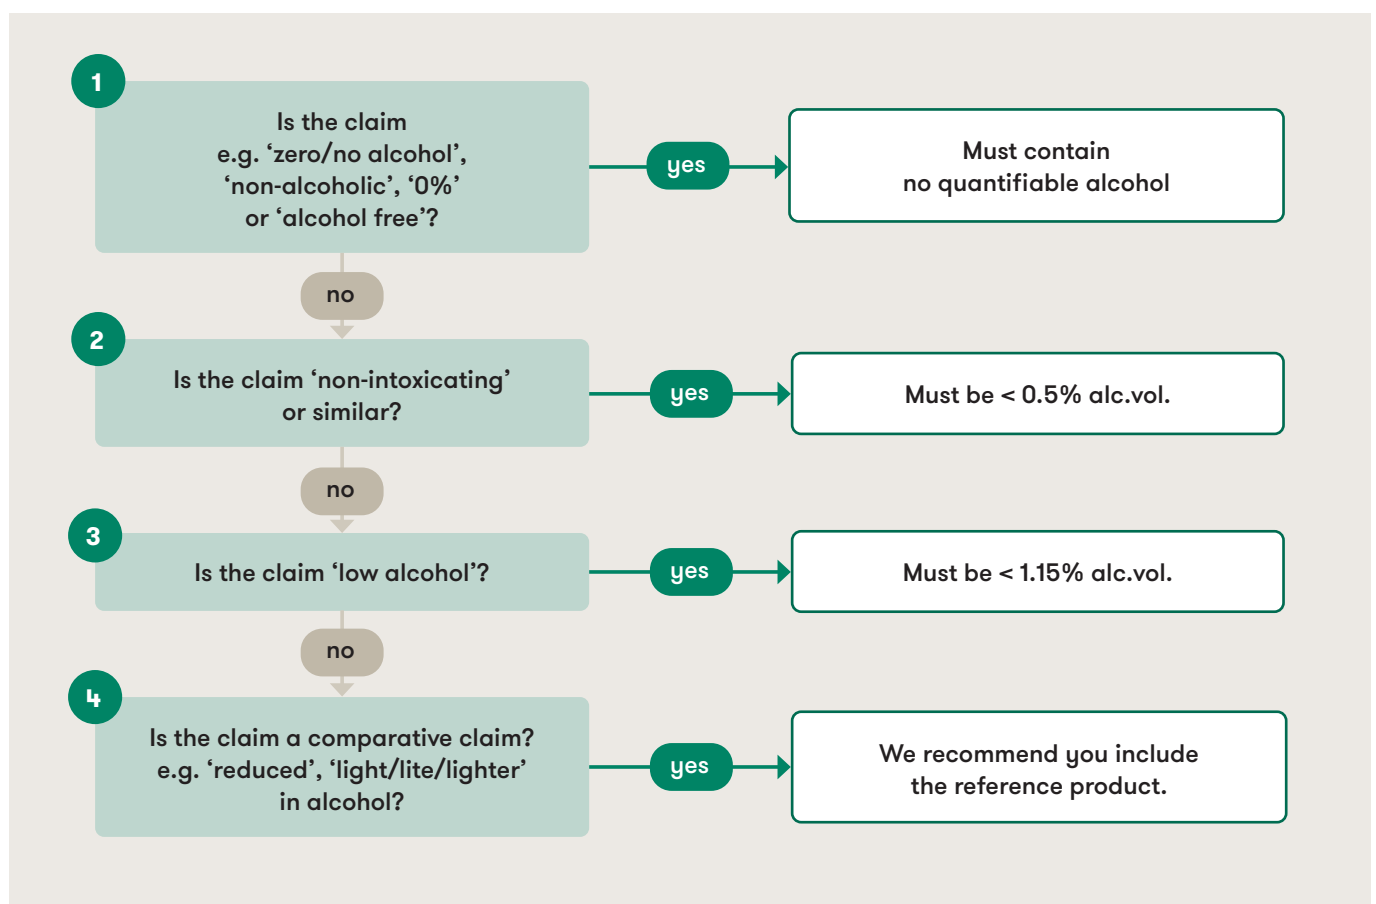 1
Is the claim
e.g. ‘zero/no alcohol’,
‘non-alcoholic’, ‘0%’
or ‘alcohol free’?
yes
Must contain
no quantifiable alcohol
no
2
Is the claim ‘non-intoxicating’
or similar?
yes
Must be < 0.5% alc.vol.
no
3
Is the claim ‘low alcohol’?
yes
Must be < 1.15% alc.vol.
no
4
Is the claim a comparative claim?
e.g. ‘reduced’, ‘light/lite/lighter’
in alcohol?
yes
We recommend you include
the reference product.